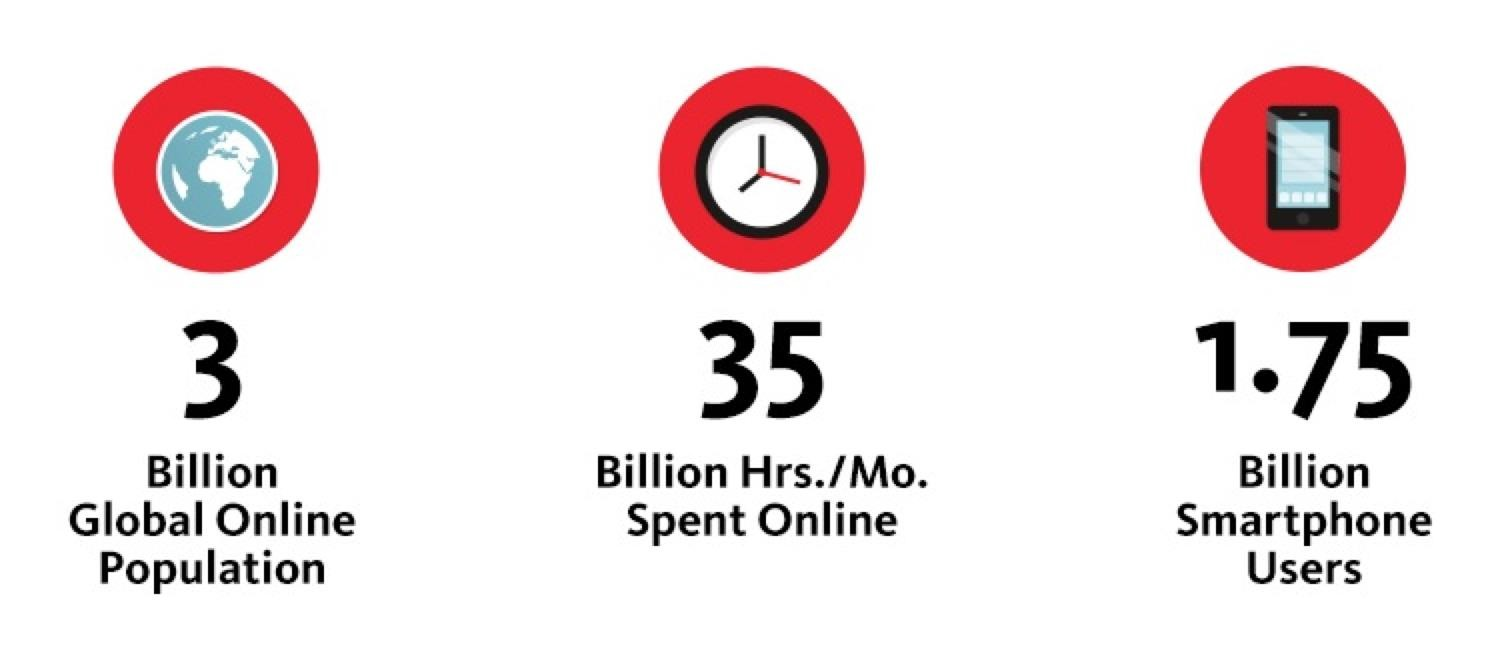 3
Billion
Global Online
Population
35
Billion Hrs./Mo.
Spent Online
1.75
Billion
Smartphone
Users